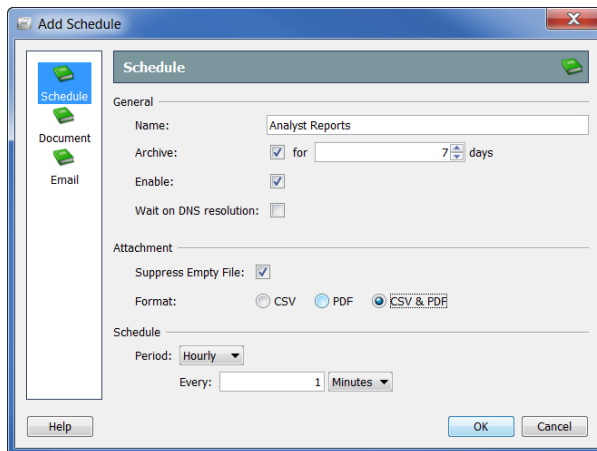 Add Schedule
Schedule
Document
Email
Schedule
General
Name: Analyst Reports
Archive: for 7 days
Enable:
Wait on DNS resolution:
Attachment
Suppress Empty File:
Format: CSV PDF CSV & PDF
Schedule
Period: Hourly
Every: 1 Minutes
Help OK Cancel